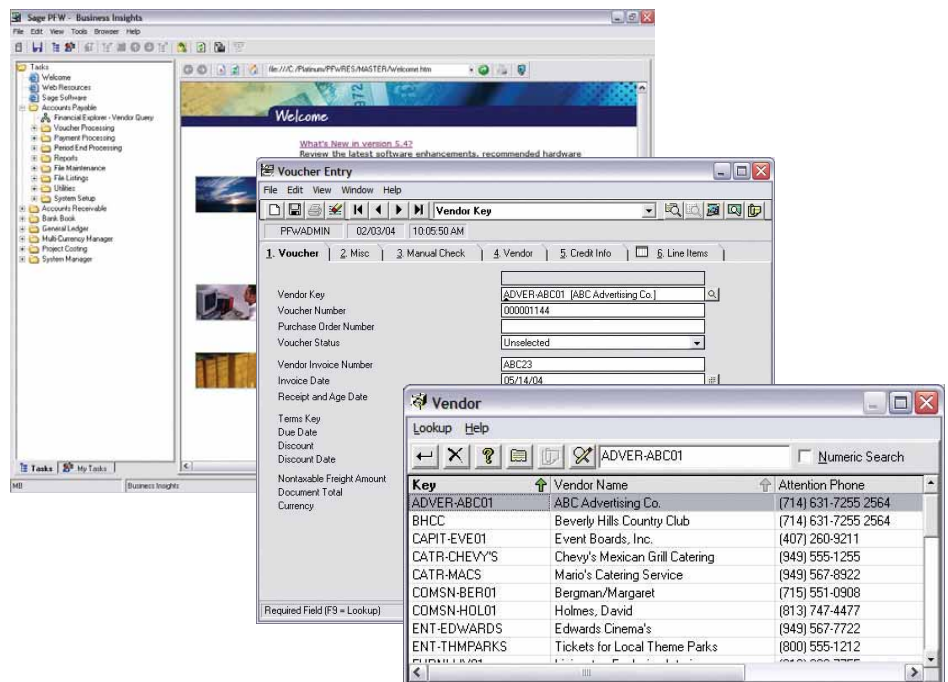 Sage PFW - Business Insights
File Edit View Tools Browser Help
Tasks
Welcome
Web Resources
Sage Software
Accounts Payable
Financial Explorer - Vendor Query
Voucher Processing
Payment Processing
Period End Processing
Reports
File Maintenance
File Listings
Utilities
System Setup
Accounts Receivable
Bank Book
General Ledger
Multi-Currency Manager
Project Costing
System Manager
Tasks My Tasks
MB Business Insights
file:///C:/Platinum/PFWRES/MASTER/Welcome.htm
Welcome
What's New in version 5.4?
Review the latest software enhancements, recommended hardware
Voucher Entry
File Edit View Window Help
Vendor Key
PFWADMIN 02/03/04 10:05:50 AM
1. Voucher 2. Misc 3. Manual Check 4. Vendor 5. Credit Info 6. Line Items
Vendor Key ADVER-ABC01 [ABC Advertising Co.]
Voucher Number 000001144
Purchase Order Number
Voucher Status Unselected
Vendor Invoice Number ABC23
Invoice Date 05/14/04
Receipt and Age Date
Terms Key
Due Date
Discount
Discount Date
Nontaxable Freight Amount
Document Total
Currency
Required Field (F9 = Lookup)
Vendor
Lookup Help
ADVER-ABC01 Numeric Search
Key Vendor Name Attention Phone
ADVER-ABC01 ABC Advertising Co. (714) 631-7255 2564
BHCC Beverly Hills Country Club (714) 631-7255 2564
CAPIT-EVE01 Event Boards, Inc. (407) 260-9211
CATR-CHEVY'S Chevy's Mexican Grill Catering (949) 555-1255
CATR-MACS Mario's Catering Service (949) 567-8922
COMSN-BER01 Bergman/Margaret (715) 551-0908
COMSN-HOL01 Holmes, David (813) 747-4477
ENT-EDWARDS Edwards Cinema's (949) 567-7722
ENT-THMPARKS Tickets for Local Theme Parks (800) 555-1212